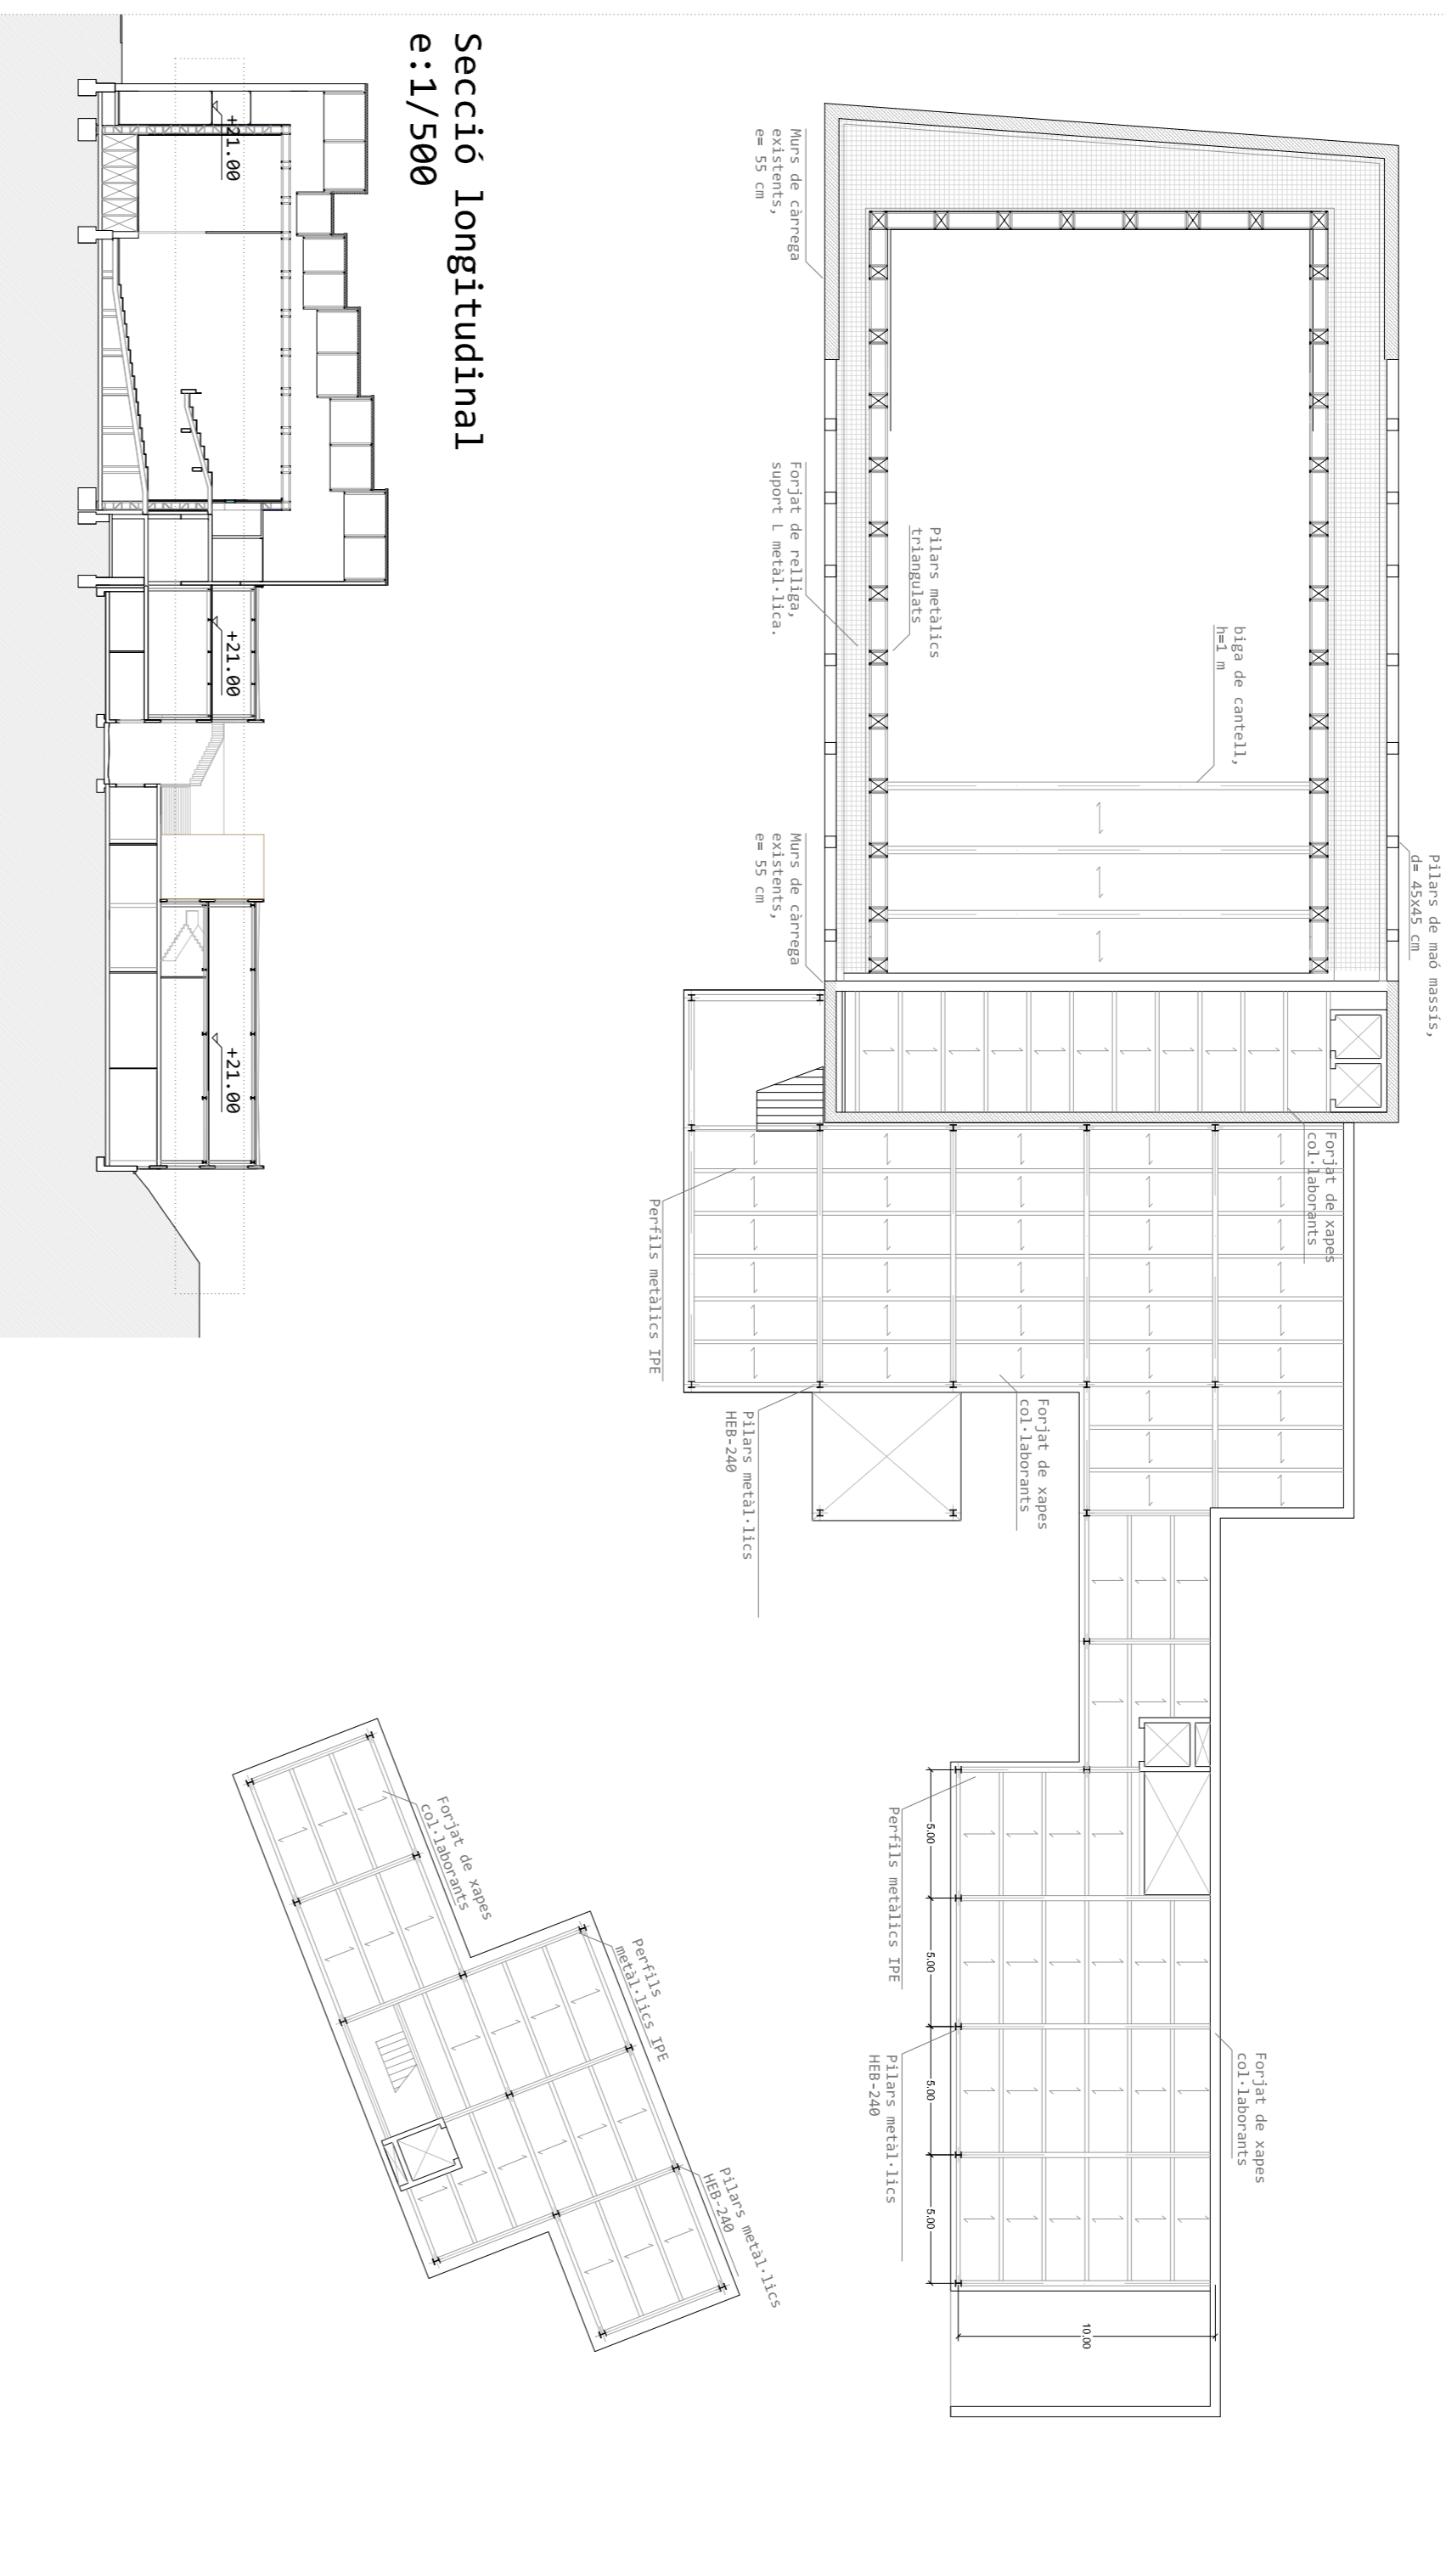 Secció longitudinal
e:1/500
+21.00
+21.00
+21.00
Pilars de maó massís,
d= 45x45 cm
biga de cantell,
h=1 m
Pilars metàlics
triangulats
Murs de càrrega
existents,
e= 55 cm
Forjat de relliga,
suport L metàl·lica.
Murs de càrrega
existents,
e= 55 cm
Forjat de xapes
col·laborants
Perfils metàlics IPE
Forjat de xapes
col·laborants
Pilars metàl·lics
HEB-240
Perfils metàlics IPE
Pilars metàl·lics
HEB-240
Forjat de xapes
col·laborants
5.00
5.00
5.00
5.00
10.00
Forjat de xapes
col·laborants
Perfils
metàl·lics IPE
Pilars metàl·lics
HEB-240